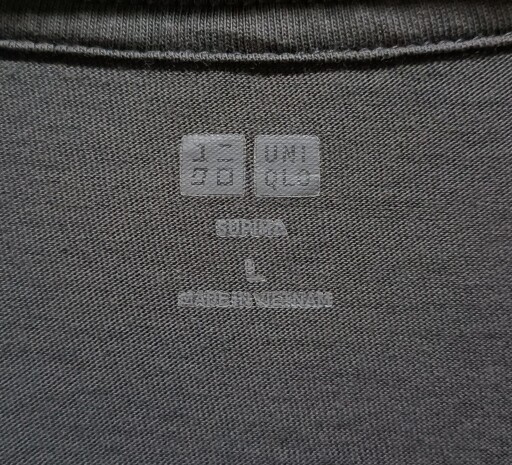 ユニ UNI
クロ QLO
SUPIMA
L
MADE IN VIETNAM